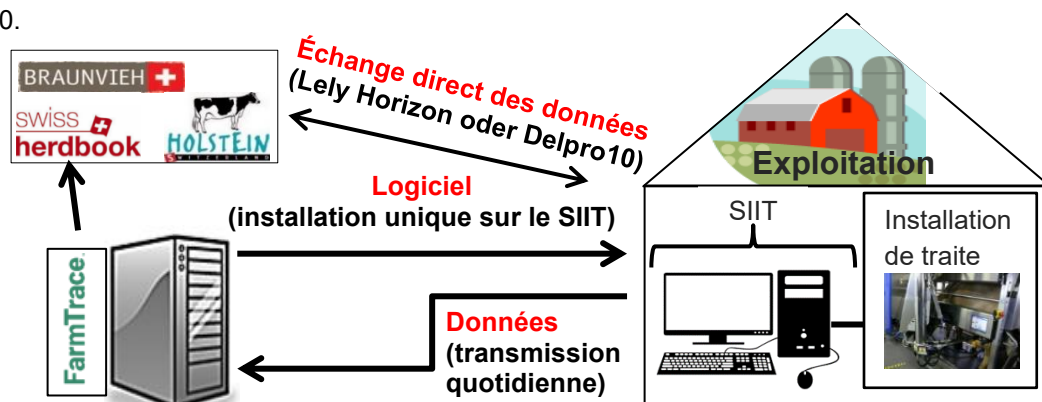 0.
BRAUNVIEH
swiss
herdbook
HOLSTEIN
SWITZERLAND
Échange direct des données
(Lely Horizon oder Delpro10)
Exploitation
Logiciel
(installation unique sur le SIIT)
SIIT
Installation
de traite
FarmTrace
Données
(transmission
quotidienne)